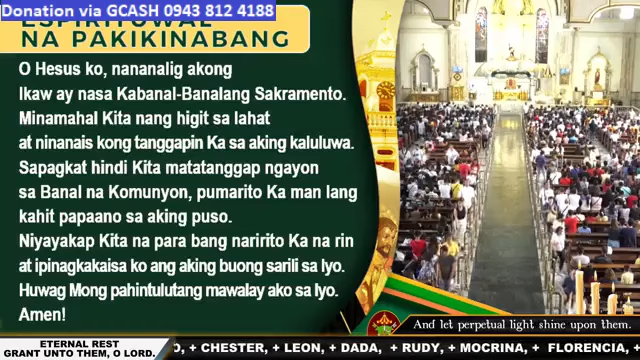 Donation via GCASH 0943 812 4188
NA PAKIKINABANG
O Hesus ko, nananalig akong
Ikaw ay nasa Kabanal-Banalang Sakramento.
Minamahal Kita nang higit sa lahat
at ninanais kong tanggapin Ka sa aking kaluluwa.
Sapagkat hindi Kita matatanggap ngayon
sa Banal na Komunyon, pumarito Ka man lang
kahit papaano sa aking puso.
Niyayakap Kita na para bang naririto Ka na rin
at ipinagkakaisa ko ang aking buong sarili sa Iyo.
Huwag Mong pahintulutang mawalay ako sa Iyo.
Amen!
And let perpetual light shine upon them.
ETERNAL REST
GRANT UNTO THEM, O LORD.
, + CHESTER, + LEON, + DADA, + RUDY, + MOCRINA, + FLORENCIA, +